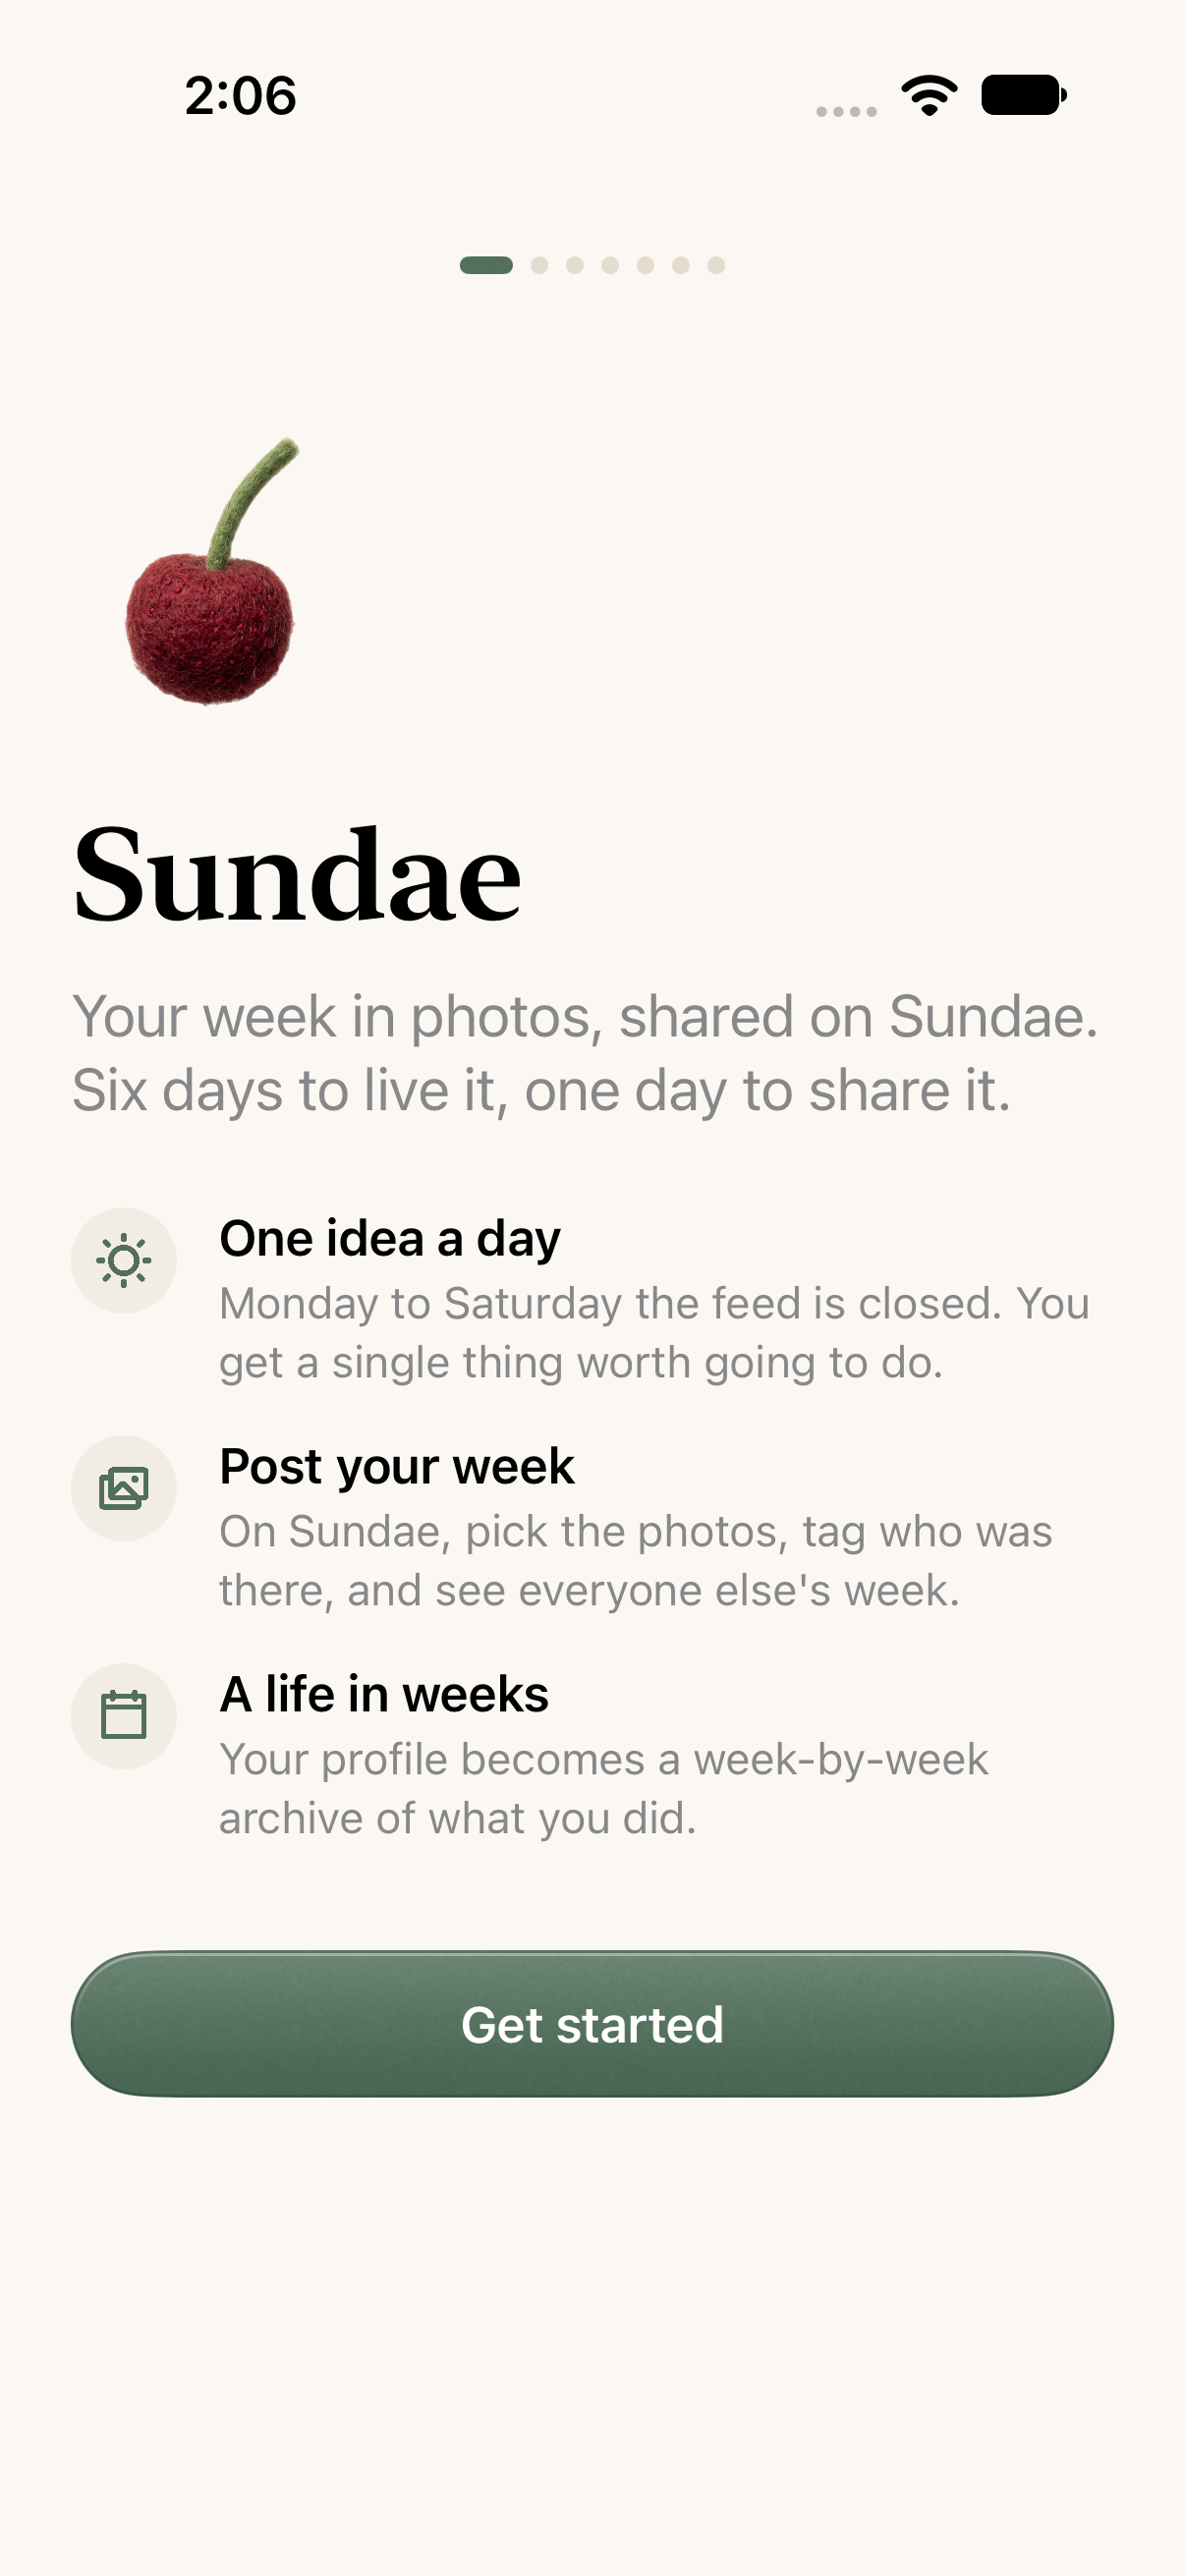 2:06
Sundae
Your week in photos, shared on Sundae.
Six days to live it, one day to share it.
One idea a day
Monday to Saturday the feed is closed. You
get a single thing worth going to do.
Post your week
On Sundae, pick the photos, tag who was
there, and see everyone else's week.
A life in weeks
Your profile becomes a week-by-week
archive of what you did.
Get started